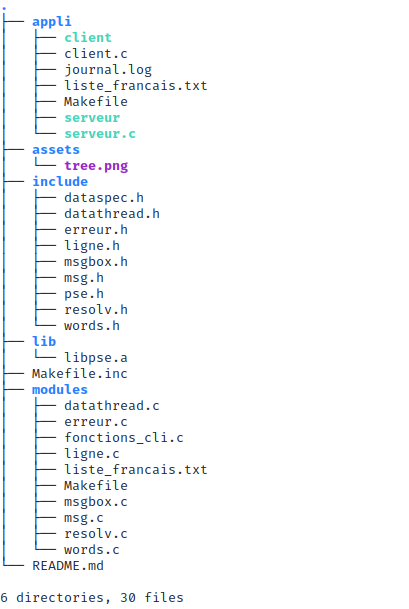 .
├── appli
│   ├── client
│   ├── client.c
│   ├── journal.log
│   ├── liste_francais.txt
│   ├── Makefile
│   ├── serveur
│   └── serveur.c
├── assets
│   └── tree.png
├── include
│   ├── dataspec.h
│   ├── datathread.h
│   ├── erreur.h
│   ├── ligne.h
│   ├── msgbox.h
│   ├── msg.h
│   ├── pse.h
│   ├── resolv.h
│   └── words.h
├── lib
│   └── libpse.a
├── Makefile.inc
├── modules
│   ├── datathread.c
│   ├── erreur.c
│   ├── fonctions_cli.c
│   ├── ligne.c
│   ├── liste_francais.txt
│   ├── Makefile
│   ├── msgbox.c
│   ├── msg.c
│   ├── resolv.c
│   └── words.c
└── README.md
6 directories, 30 files